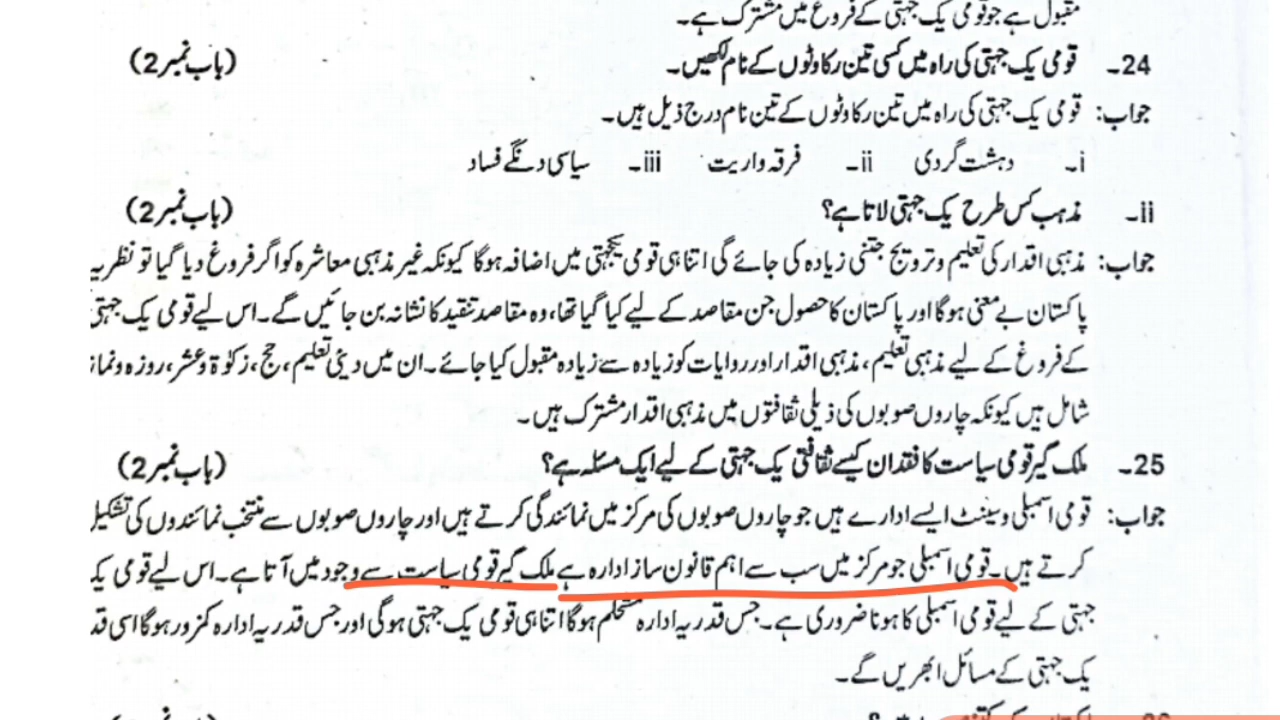 مقبول ہے جو قومی یک جہتی کے فروغ میں مشترک ہے۔
24۔ قومی یک جہتی کی راہ میں کسی تین رکاوٹوں کے نام لکھیں۔ (باب نمبر 2)
جواب: قومی یک جہتی کی راہ میں تین رکاوٹوں کے تین نام درج ذیل ہیں۔
i۔ دہشت گردی ii۔ فرقہ واریت iii۔ سیاسی دنگے فساد
ii۔ مذہب کس طرح یک جہتی لاتا ہے؟ (باب نمبر 2)
جواب: مذہبی اقدار کی تعلیم و ترویج جتنی زیادہ کی جائے گی اتنا ہی قومی یکجہتی میں اضافہ ہوگا کیونکہ غیر مذہبی معاشرہ کو اگر فروغ دیا گیا تو نظریہ
پاکستان بے معنی ہوگا اور پاکستان کا حصول جن مقاصد کے لیے کیا گیا تھا، وہ مقاصد تنقید کا نشانہ بن جائیں گے۔ اس لیے قومی یک جہتی
کے فروغ کے لیے مذہبی تعلیم، مذہبی اقدار اور روایات کو زیادہ سے زیادہ مقبول کیا جائے۔ ان میں دینی تعلیم، حج، زکوٰۃ و عشر، روزہ و نماز
شامل ہیں کیونکہ چاروں صوبوں کی ذیلی ثقافتوں میں مذہبی اقدار مشترک ہیں۔
25۔ ملک گیر قومی سیاست کا فقدان کیسے ثقافتی یک جہتی کے لیے ایک مسئلہ ہے؟ (باب نمبر 2)
جواب: قومی اسمبلی و سینٹ ایسے ادارے ہیں جو چاروں صوبوں کی مرکز میں نمائندگی کرتے ہیں اور چاروں صوبوں سے منتخب نمائندوں کی تشکیل
کرتے ہیں۔ قومی اسمبلی جو مرکز میں سب سے اہم قانون ساز ادارہ ہے ملک گیر قومی سیاست سے وجود میں آتا ہے۔ اس لیے قومی یک
جہتی کے لیے قومی اسمبلی کا ہونا ضروری ہے۔ جس قدر یہ ادارہ مستحکم ہوگا اتنا ہی قومی یک جہتی ہوگی اور جس قدر یہ ادارہ کمزور ہوگا اسی قد
یک جہتی کے مسائل ابھریں گے۔